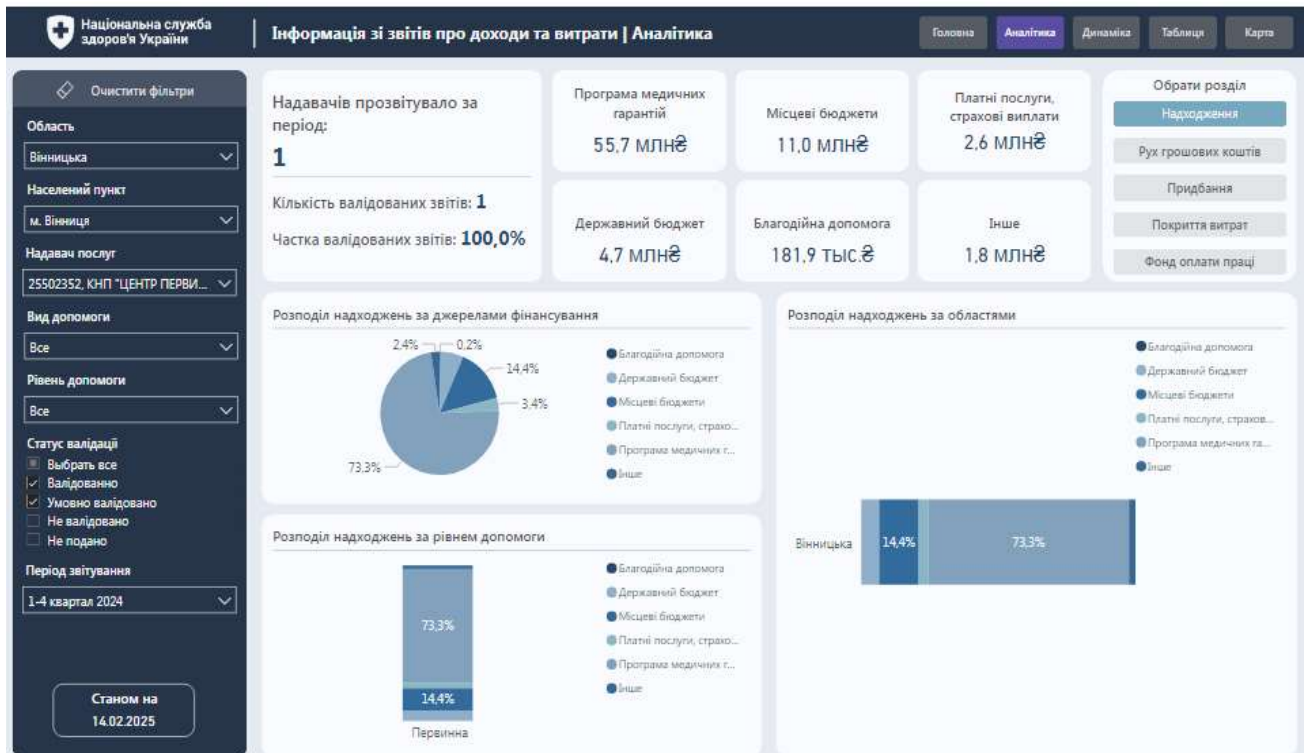 Національна служба
здоров'я України
Інформація зі звітів про доходи та витрати | Аналітика
Головна
Аналітика
Динаміка
Таблиця
Карта
Очистити фільтри
Область
Вінницька
Населений пункт
м. Вінниця
Надавач послуг
25502352, КНП "ЦЕНТР ПЕРВИ...
Вид допомоги
Все
Рівень допомоги
Все
Статус валідації
Выбрать все
Валідованно
Умовно валідовано
Не валідовано
Не подано
Період звітування
1-4 квартал 2024
Станом на
14.02.2025
Надавачів прозвітувало за
період:
1
Кількість валідованих звітів: 1
Частка валідованих звітів: 100,0%
Програма медичних
гарантій
55,7 МЛН₴
Місцеві бюджети
11,0 МЛН₴
Платні послуги,
страхові виплати
2,6 МЛН₴
Державний бюджет
4,7 МЛН₴
Благодійна допомога
181,9 ТЫС.₴
Інше
1,8 МЛН₴
Обрати розділ
Надходження
Рух грошових коштів
Придбання
Покриття витрат
Фонд оплати праці
Розподіл надходжень за джерелами фінансування
2,4%
0,2%
14,4%
3,4%
73,3%
Благодійна допомога
Державний бюджет
Місцеві бюджети
Платні послуги, страхо...
Програма медичних г...
Інше
Розподіл надходжень за рівнем допомоги
73,3%
14,4%
Первинна
Благодійна допомога
Державний бюджет
Місцеві бюджети
Платні послуги, страхо...
Програма медичних г...
Інше
Розподіл надходжень за областями
Благодійна допомога
Державний бюджет
Місцеві бюджети
Платні послуги, страхов...
Програма медичних га...
Інше
Вінницька
14,4%
73,3%